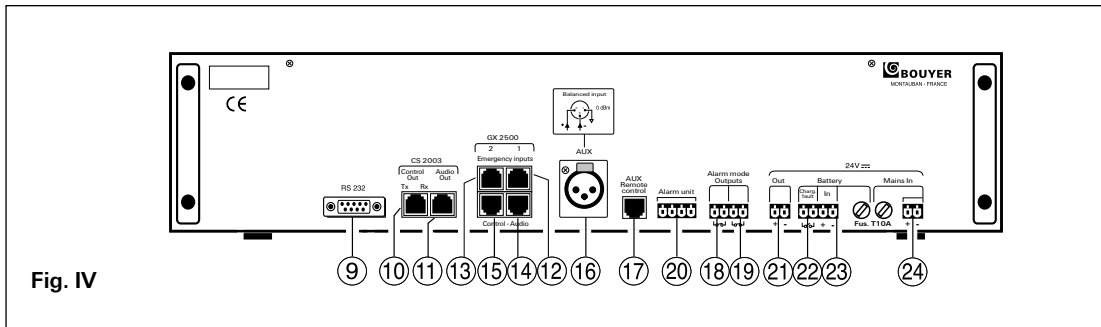 BOUYER
MONTAUBAN - FRANCE
CE
Balanced input
0 dBm
+ -
AUX
GX 2500
2 1
Emergency inputs
Control - Audio
CS 2003
Control Out
Audio Out
Tx Rx
RS 232
AUX
Remote
control
Alarm unit
Alarm mode
Outputs
24V
Out
+ -
Battery
Charg.
fault
In
+ -
Mains In
Fus. T10A
+ -
9 10 11 13 15 14 12 16 17 20 18 19 21 22 23 24
Fig. IV